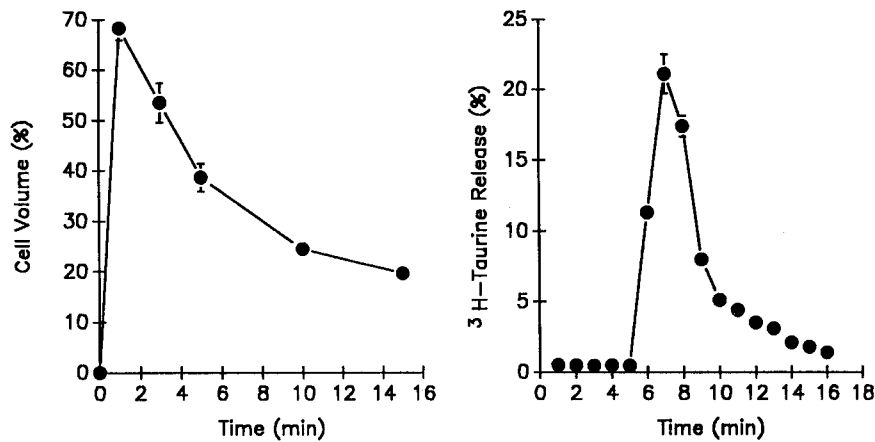 70
60
50
40
30
20
10
0
Cell Volume (%)
0 2 4 6 8 10 12 14 16
Time (min)
25
20
15
10
5
0
³H-Taurine Release (%)
0 2 4 6 8 10 12 14 16 18
Time (min)